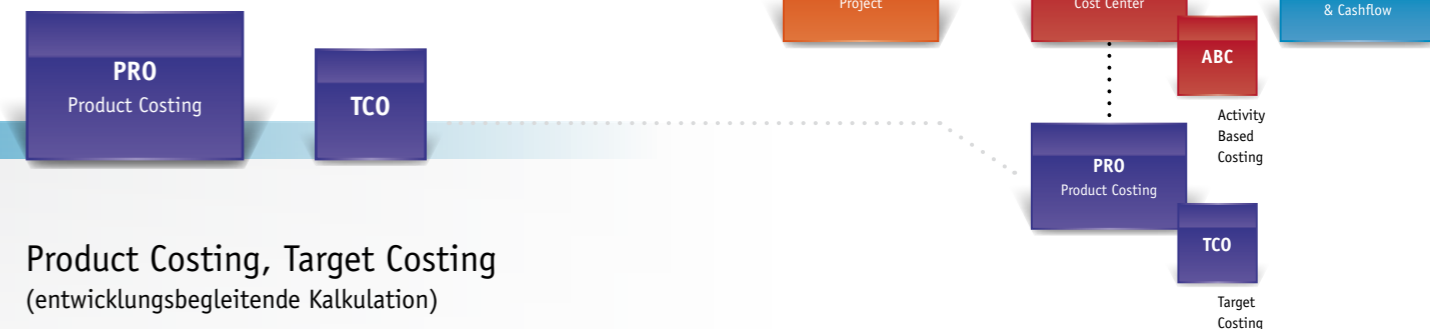 PRO
Product Costing
TCO
Project
Cost Center
& Cashflow
ABC
Activity
Based
Costing
PRO
Product Costing
TCO
Target
Costing
Product Costing, Target Costing
(entwicklungsbegleitende Kalkulation)